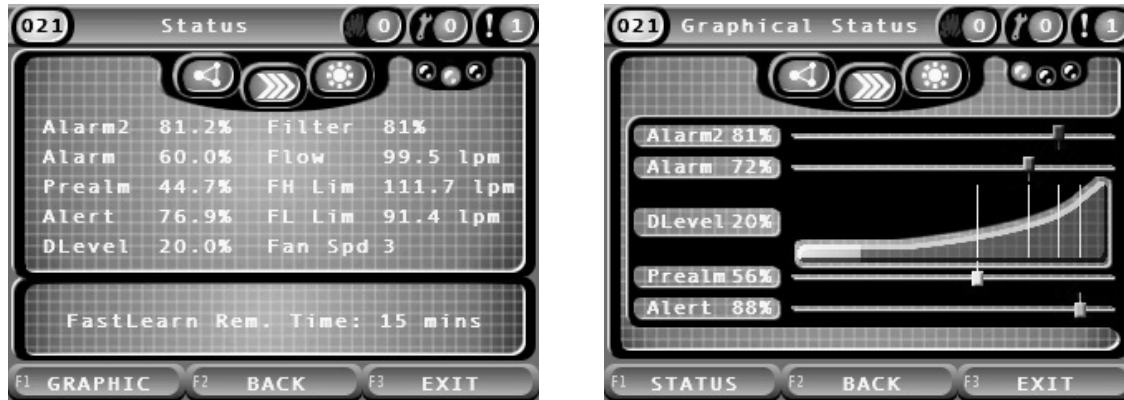 021 Status 0 0 ! 1
Alarm2 81.2% Filter 81%
Alarm 60.0% Flow 99.5 lpm
Prealm 44.7% FH Lim 111.7 lpm
Alert 76.9% FL Lim 91.4 lpm
DLevel 20.0% Fan Spd 3
FastLearn Rem. Time: 15 mins
F1 GRAPHIC F2 BACK F3 EXIT
021 Graphical Status 0 0 ! 1
Alarm2 81%
Alarm 72%
DLevel 20%
Prealm 56%
Alert 88%
F1 STATUS F2 BACK F3 EXIT